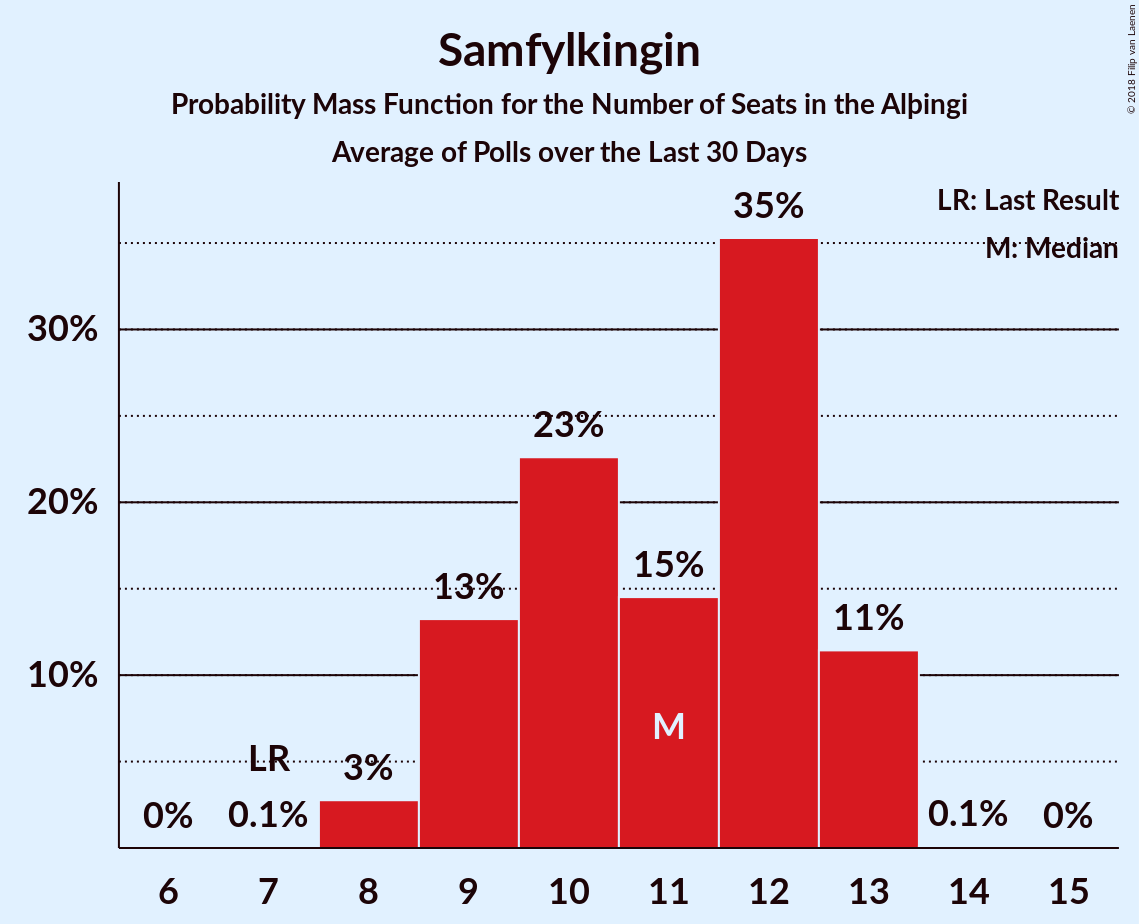 Samfylkingin
Probability Mass Function for the Number of Seats in the Alþingi
Average of Polls over the Last 30 Days
© 2018 Filip van Laenen
LR: Last Result
M: Median
35%
30%
23%
20%
15%
13%
11%
10%
M
LR
3%
0%
0.1%
0.1%
0%
6 7 8 9 10 11 12 13 14 15